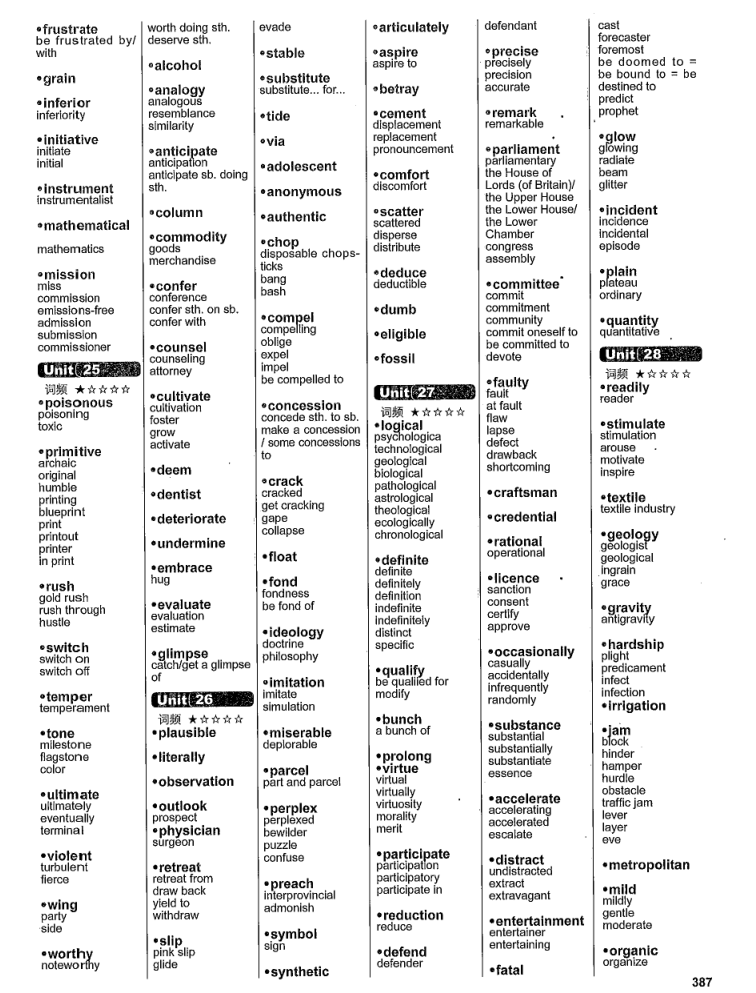 •frustrate
be frustrated by/
with
•grain
•inferior
inferiority
•initiative
initiate
initial
•instrument
instrumentalist
•mathematical
mathematics
•mission
miss
commission
emissions-free
admission
submission
commissioner
Unit 25
词频 ★☆☆☆☆
•poisonous
poisoning
toxic
•primitive
archaic
original
humble
printing
blueprint
print
printout
printer
in print
•rush
gold rush
rush through
hustle
•switch
switch on
switch off
•temper
temperament
•tone
milestone
flagstone
color
•ultimate
ultimately
eventually
terminal
•violent
turbulent
fierce
•wing
party
side
•worthy
noteworthy
worth doing sth.
deserve sth.
•alcohol
•analogy
analogous
resemblance
similarity
•anticipate
anticipation
anticipate sb. doing
sth.
•column
•commodity
goods
merchandise
•confer
conference
confer sth. on sb.
confer with
•counsel
counseling
attorney
•cultivate
cultivation
foster
grow
activate
•deem
•dentist
•deteriorate
•undermine
•embrace
hug
•evaluate
evaluation
estimate
•glimpse
catch/get a glimpse
of
Unit 26
词频 ★☆☆☆☆
•plausible
•literally
•observation
•outlook
prospect
•physician
surgeon
•retreat
retreat from
draw back
yield to
withdraw
•slip
pink slip
glide
evade
•stable
•substitute
substitute... for...
•tide
•via
•adolescent
•anonymous
•authentic
•chop
disposable chops-
ticks
bang
bash
•compel
compelling
oblige
expel
impel
be compelled to
•concession
concede sth. to sb.
make a concession
/ some concessions
to
•crack
cracked
get cracking
gape
collapse
•float
•fond
fondness
be fond of
•ideology
doctrine
philosophy
•imitation
imitate
simulation
•miserable
deplorable
•parcel
part and parcel
•perplex
perplexed
bewilder
puzzle
confuse
•preach
interprovincial
admonish
•symbol
sign
•synthetic
•articulately
•aspire
aspire to
•betray
•cement
displacement
replacement
pronouncement
•comfort
discomfort
•scatter
scattered
disperse
distribute
•deduce
deductible
•dumb
•eligible
•fossil
Unit 27
词频 ★☆☆☆☆
•logical
psychologica
technological
geological
biological
pathological
astrological
theological
ecologically
chronological
•definite
definite
definitely
definition
indefinite
indefinitely
distinct
specific
•qualify
be qualified for
modify
•bunch
a bunch of
•prolong
•virtue
virtual
virtually
virtuosity
morality
merit
•participate
participation
participatory
participate in
•reduction
reduce
•defend
defender
defendant
•precise
precisely
precision
accurate
•remark
remarkable
•parliament
parliamentary
the House of
Lords (of Britain)/
the Upper House
the Lower House/
the Lower
Chamber
congress
assembly
•committee
commit
commitment
community
commit oneself to
be committed to
devote
•faulty
fault
at fault
flaw
lapse
defect
drawback
shortcoming
•craftsman
•credential
•rational
operational
•licence
sanction
consent
certify
approve
•occasionally
casually
accidentally
infrequently
randomly
•substance
substantial
substantially
substantiate
essence
•accelerate
accelerating
accelerated
escalate
•distract
undistracted
extract
extravagant
•entertainment
entertainer
entertaining
•fatal
cast
forecaster
foremost
be doomed to =
be bound to = be
destined to
predict
prophet
•glow
glowing
radiate
beam
glitter
•incident
incidence
incidental
episode
•plain
plateau
ordinary
•quantity
quantitative
Unit 28
词频 ★☆☆☆☆
•readily
reader
•stimulate
stimulation
arouse
motivate
inspire
•textile
textile industry
•geology
geologist
geological
ingrain
grace
•gravity
antigravity
•hardship
plight
predicament
infect
infection
•irrigation
•jam
block
hinder
hamper
hurdle
obstacle
traffic jam
lever
layer
eve
•metropolitan
•mild
mildly
gentle
moderate
•organic
organize
387